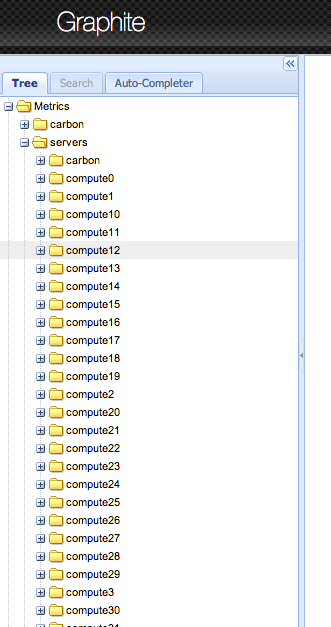 Graphite
Tree Search Auto-Completer
Metrics
carbon
servers
carbon
compute0
compute1
compute10
compute11
compute12
compute13
compute14
compute15
compute16
compute17
compute18
compute19
compute2
compute20
compute21
compute22
compute23
compute24
compute25
compute26
compute27
compute28
compute29
compute3
compute30